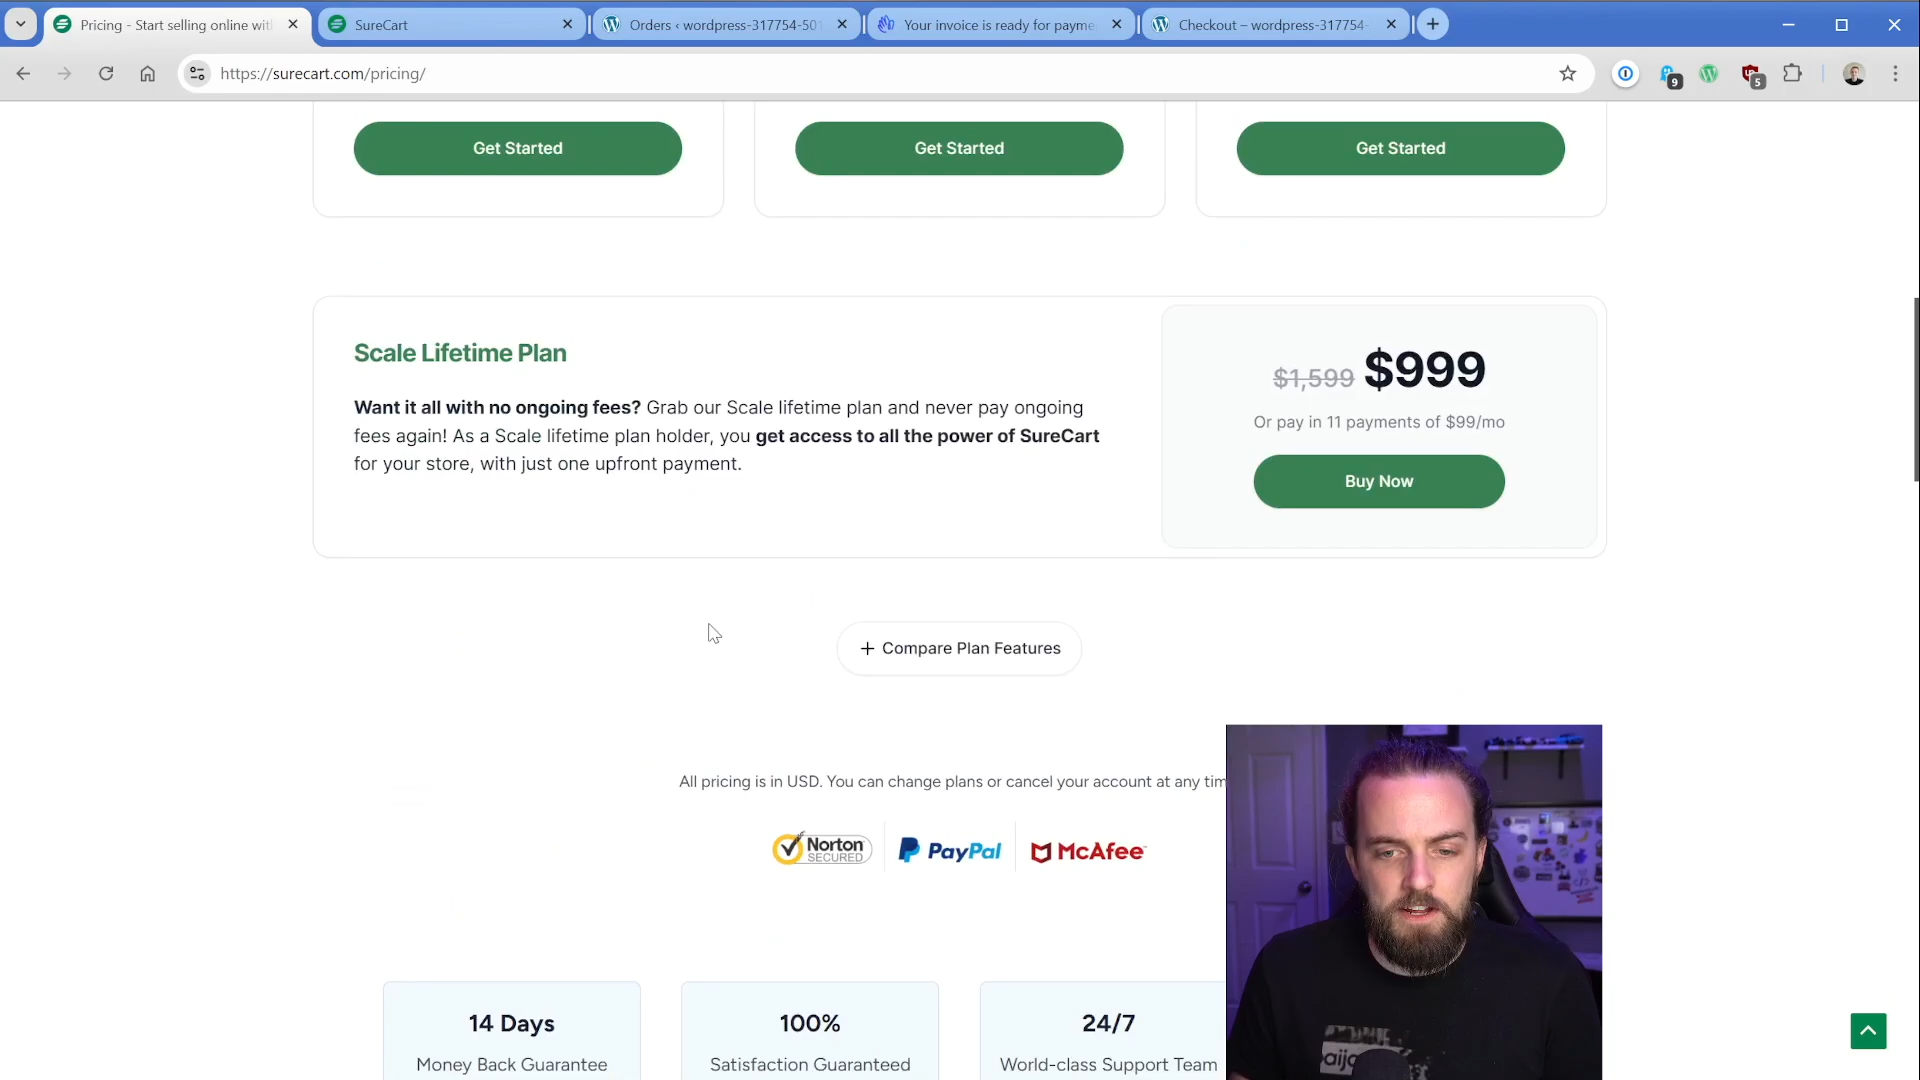 Pricing - Start selling online with
SureCart
Orders ‹ wordpress-317754-501
Your invoice is ready for payme
Checkout – wordpress-317754-
https://surecart.com/pricing/
9
5
Get Started
Get Started
Get Started
Scale Lifetime Plan
Want it all with no ongoing fees? Grab our Scale lifetime plan and never pay ongoing
fees again! As a Scale lifetime plan holder, you get access to all the power of SureCart
for your store, with just one upfront payment.
$1,599 $999
Or pay in 11 payments of $99/mo
Buy Now
+ Compare Plan Features
All pricing is in USD. You can change plans or cancel your account at any tim
Norton
SECURED
PayPal
McAfee
14 Days
Money Back Guarantee
100%
Satisfaction Guaranteed
24/7
World-class Support Team